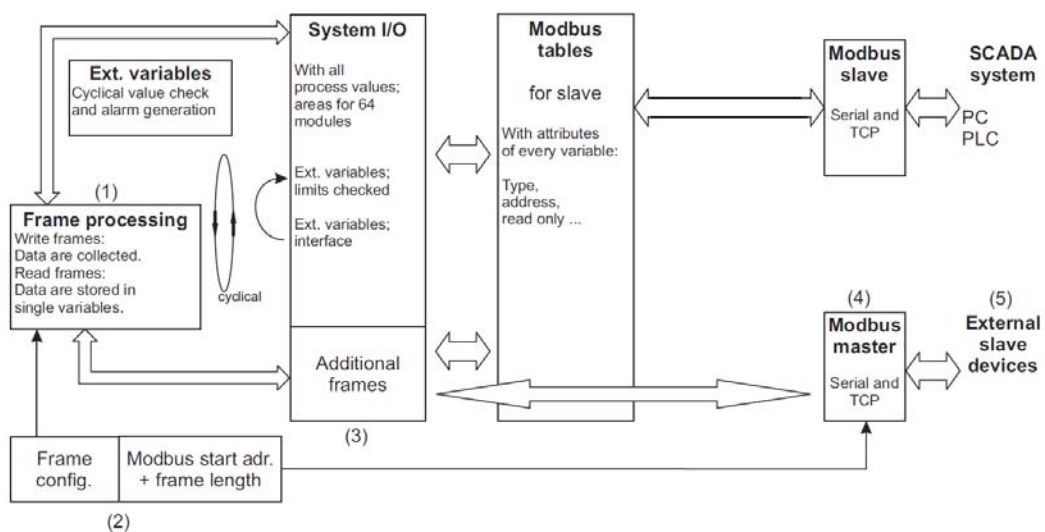 System I/O
With all
process values;
areas for 64
modules
Ext. variables;
limits checked
Ext. variables;
interface
Modbus
tables
for slave
With attributes
of every variable:
Type,
address,
read only ...
Modbus
slave
Serial and
TCP
SCADA
system
PC
PLC
Ext. variables
Cyclical value check
and alarm generation
(1)
Frame processing
Write frames:
Data are collected.
Read frames:
Data are stored in
single variables.
cyclical
Additional
frames
(3)
(4)
Modbus
master
Serial and
TCP
(5)
External
slave
devices
Frame
config.
Modbus start adr.
+ frame length
(2)